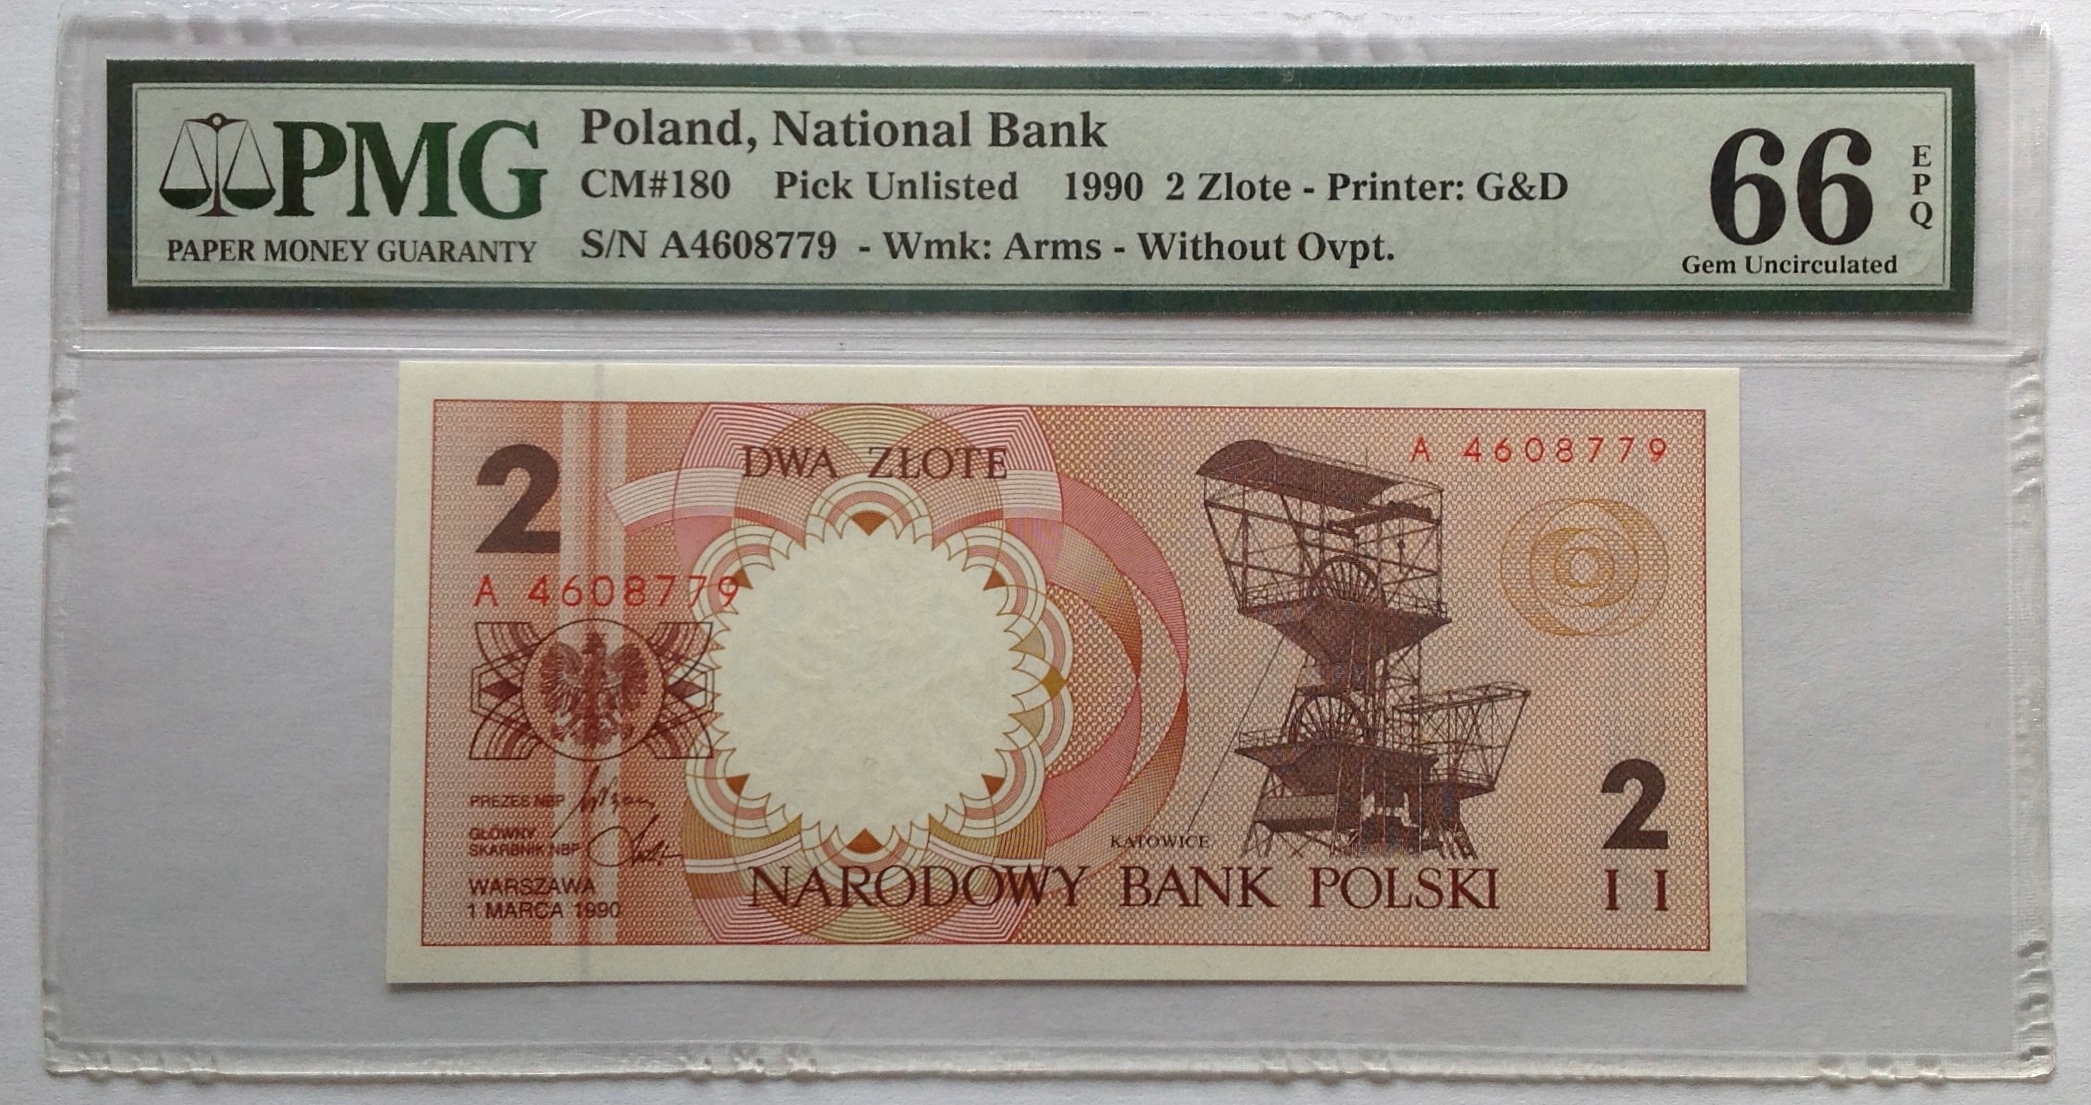 PMG
PAPER MONEY GUARANTY
Poland, National Bank
CM#180 Pick Unlisted 1990 2 Zlote - Printer: G&D
S/N A4608779 - Wmk: Arms - Without Ovpt.
66
EPQ
Gem Uncirculated
2
DWA ZŁOTE
A 4608779
A 4608779
PREZES NBP
GŁÓWNY
SKARBNIK NBP
WARSZAWA
1 MARCA 1990
KATOWICE
NARODOWY BANK POLSKI
2
I I